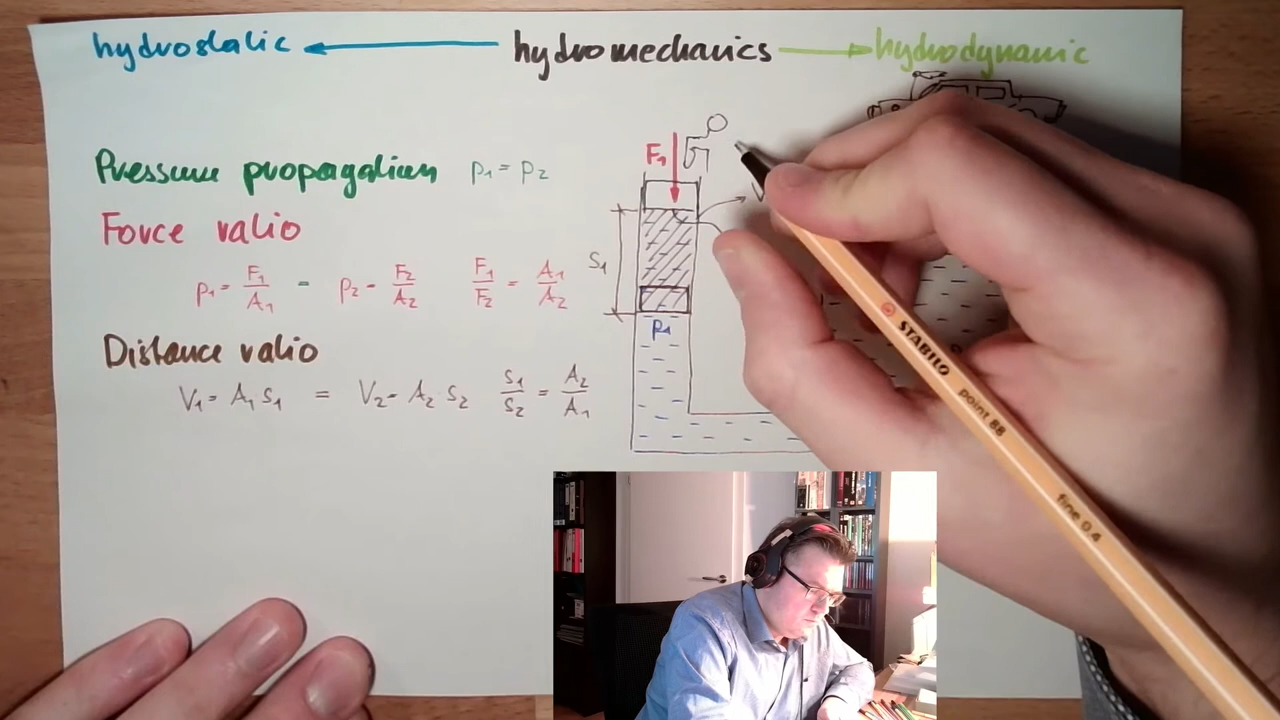 hydrostatic hydromechanics hydrodynamic
Pressure propagation p1 = p2
Force ratio
p1 = F1/A1 = p2 = F2/A2 F1/F2 = A1/A2
Distance ratio
V1 = A1 s1 = V2 = A2 s2 s1/s2 = A2/A1
F1
s1
p1
STABILO point 88 fine 0.4